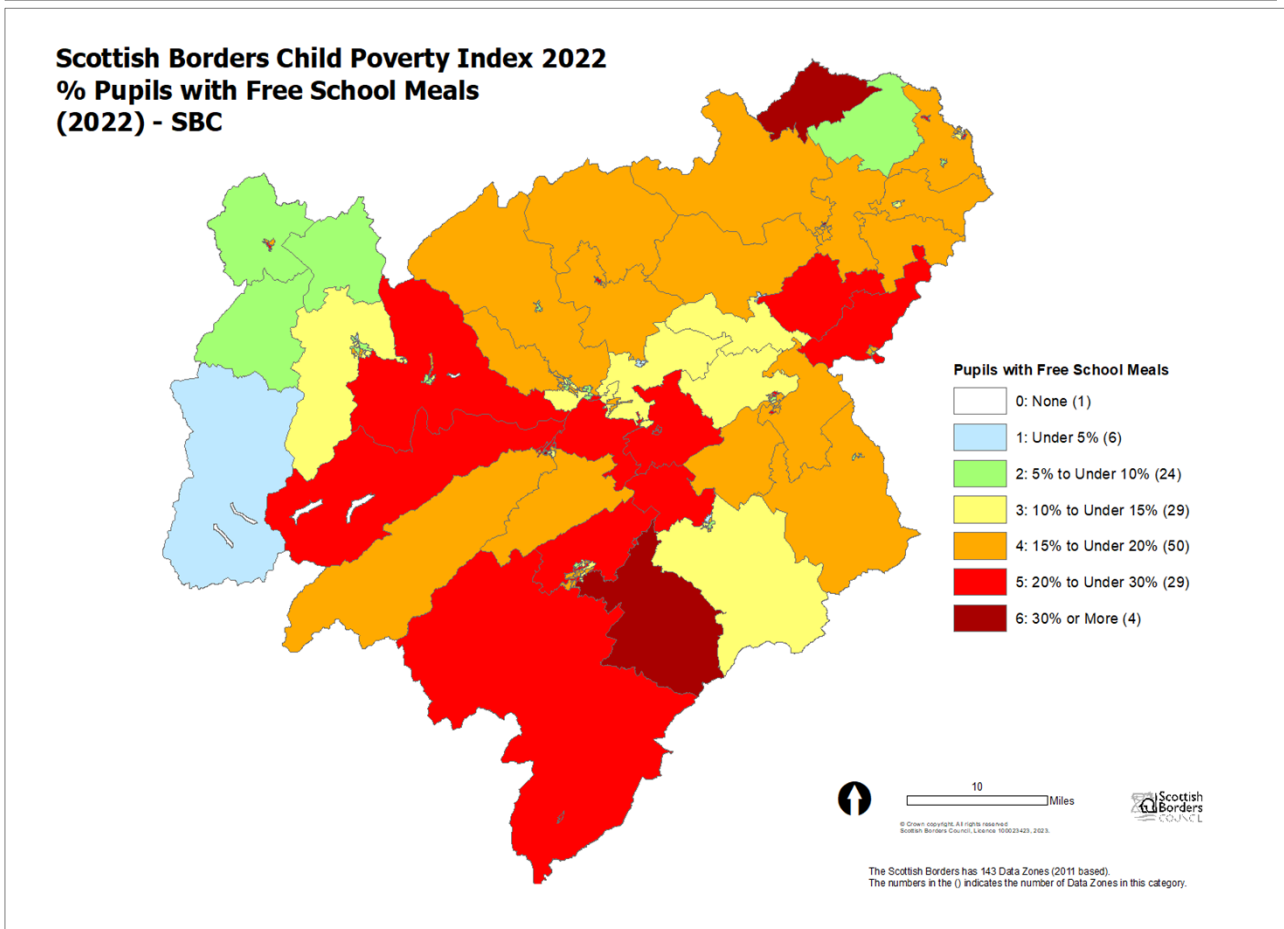 Scottish Borders Child Poverty Index 2022
% Pupils with Free School Meals
(2022) - SBC
Pupils with Free School Meals
0: None (1)
1: Under 5% (6)
2: 5% to Under 10% (24)
3: 10% to Under 15% (29)
4: 15% to Under 20% (50)
5: 20% to Under 30% (29)
6: 30% or More (4)
10
Miles
© Crown copyright. All rights reserved
Scottish Borders Council, Licence 100023423, 2023.
Scottish
Borders
COUNCIL
The Scottish Borders has 143 Data Zones (2011 based).
The numbers in the () indicates the number of Data Zones in this category.